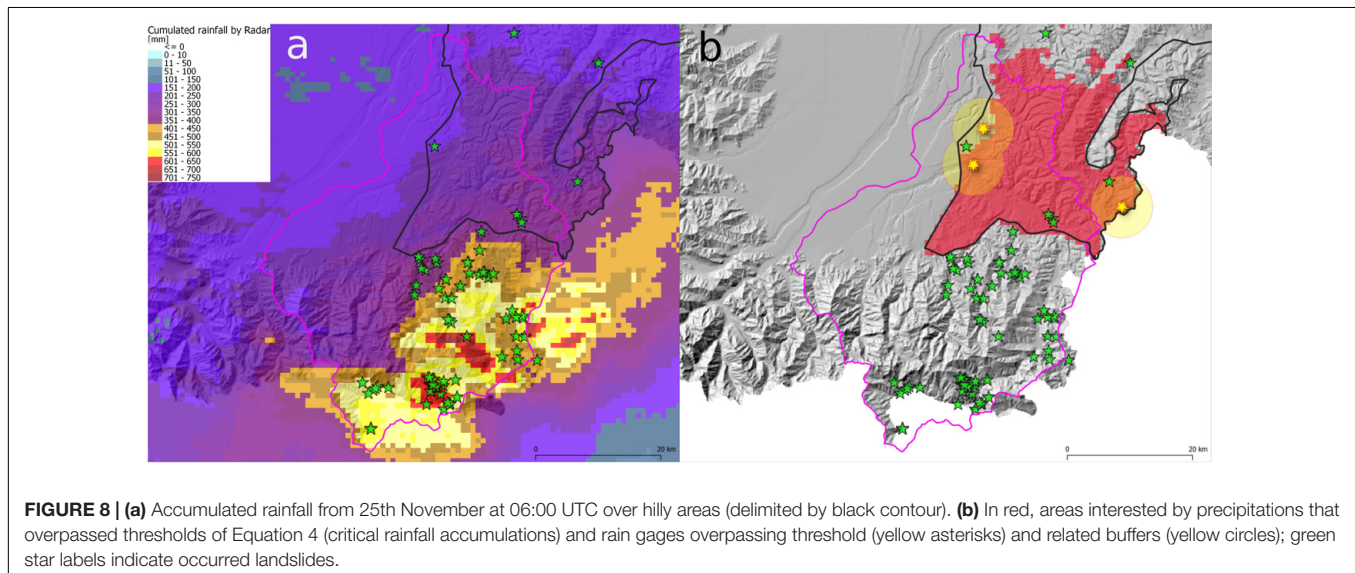 Cumulated rainfall by Radar
[mm]
<= 0
0 - 10
11 - 50
51 - 100
101 - 150
151 - 200
201 - 250
251 - 300
301 - 350
351 - 400
401 - 450
451 - 500
501 - 550
551 - 600
601 - 650
651 - 700
701 - 750
a
0 20 km
b
0 20 km
FIGURE 8 | (a) Accumulated rainfall from 25th November at 06:00 UTC over hilly areas (delimited by black contour). (b) In red, areas interested by precipitations that
overpassed thresholds of Equation 4 (critical rainfall accumulations) and rain gages overpassing threshold (yellow asterisks) and related buffers (yellow circles); green
star labels indicate occurred landslides.